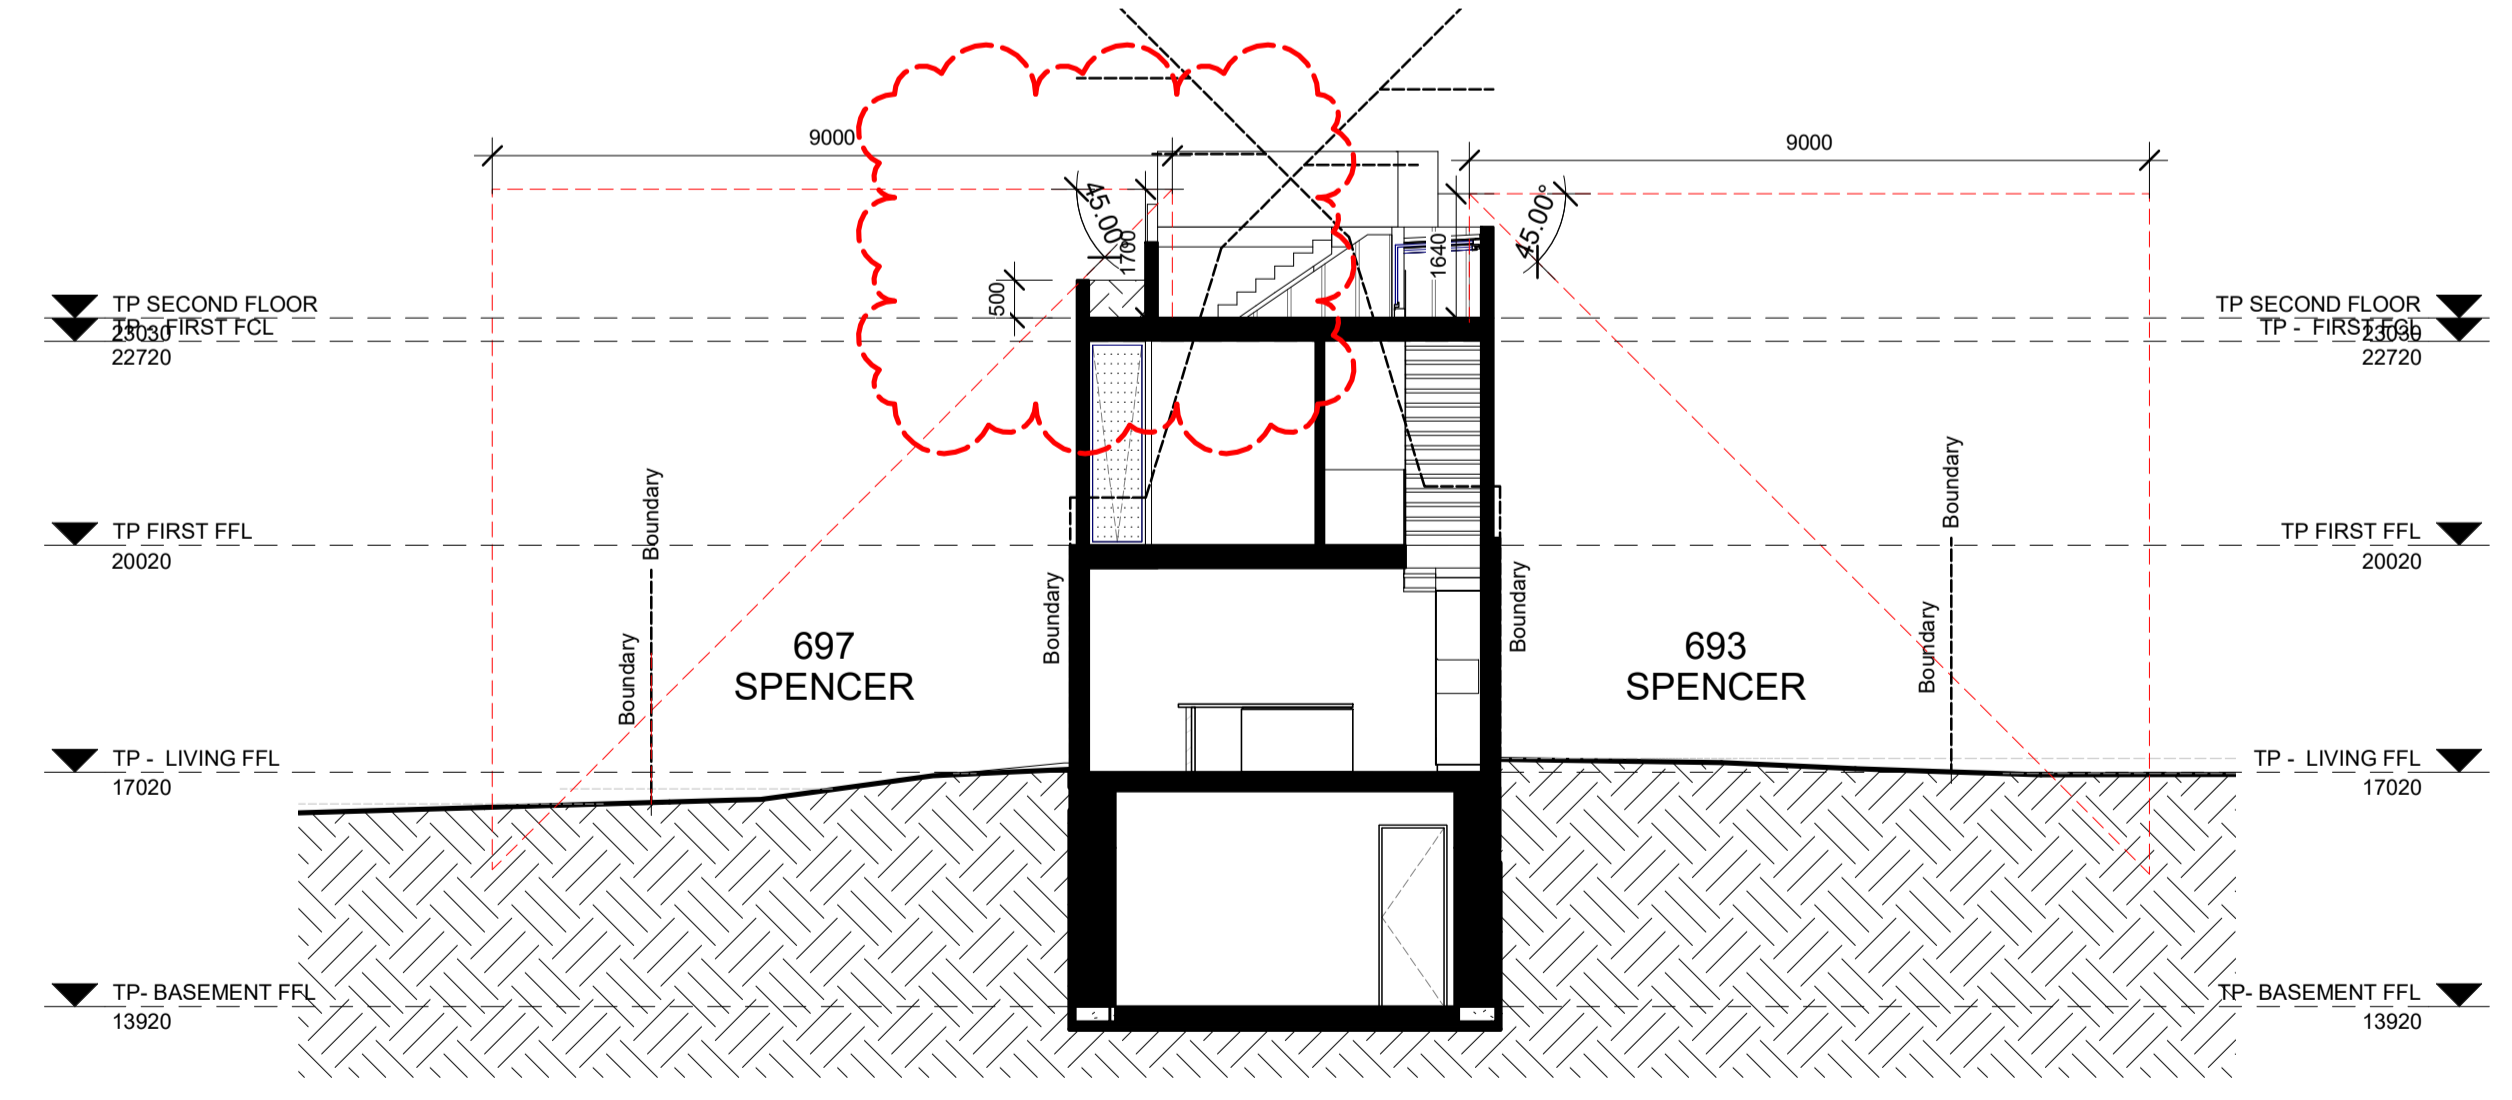 9000
9000
45.00°
1700
1640
45.00°
500
TP SECOND FLOOR
23030
TP - FIRST FCL
22720
TP SECOND FLOOR
23030
TP - FIRST FCL
22720
Boundary
Boundary
TP FIRST FFL
20020
TP FIRST FFL
20020
Boundary
Boundary
Boundary
Boundary
697
SPENCER
693
SPENCER
TP - LIVING FFL
17020
TP - LIVING FFL
17020
TP- BASEMENT FFL
13920
TP- BASEMENT FFL
13920